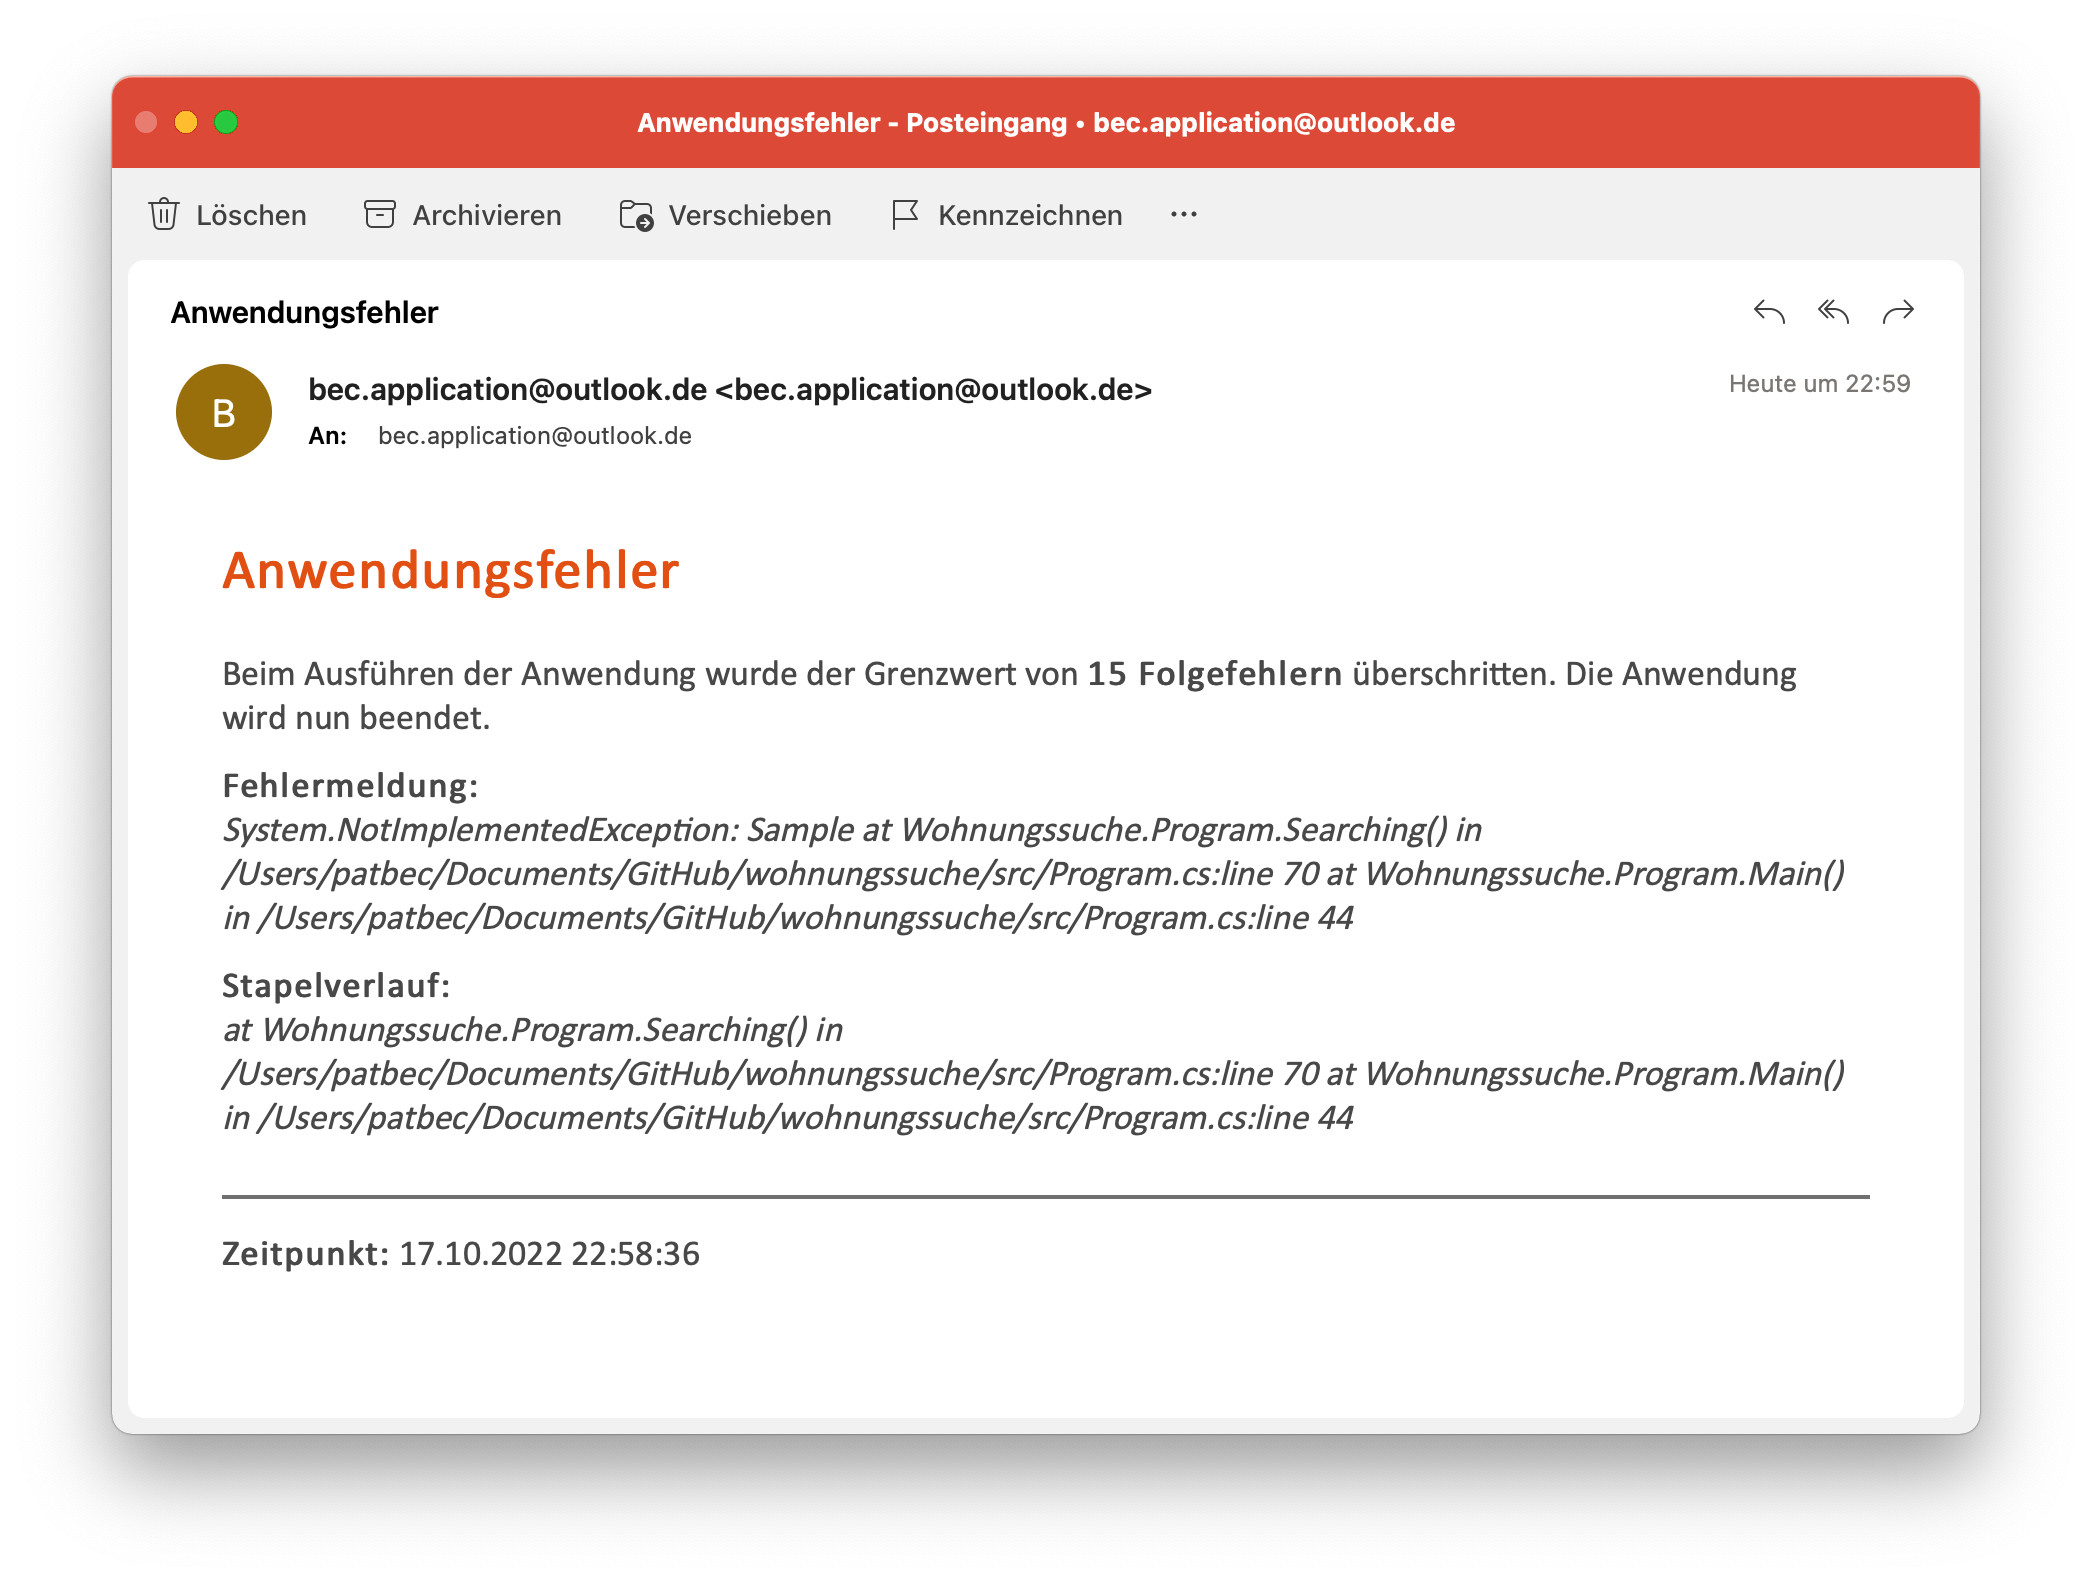 Anwendungsfehler - Posteingang • bec.application@outlook.de
Löschen Archivieren Verschieben Kennzeichnen ···
Anwendungsfehler
B
bec.application@outlook.de <bec.application@outlook.de>
Heute um 22:59
An: bec.application@outlook.de
Anwendungsfehler
Beim Ausführen der Anwendung wurde der Grenzwert von 15 Folgefehlern überschritten. Die Anwendung
wird nun beendet.
Fehlermeldung:
System.NotImplementedException: Sample at Wohnungssuche.Program.Searching() in
/Users/patbec/Documents/GitHub/wohnungssuche/src/Program.cs:line 70 at Wohnungssuche.Program.Main()
in /Users/patbec/Documents/GitHub/wohnungssuche/src/Program.cs:line 44
Stapelverlauf:
at Wohnungssuche.Program.Searching() in
/Users/patbec/Documents/GitHub/wohnungssuche/src/Program.cs:line 70 at Wohnungssuche.Program.Main()
in /Users/patbec/Documents/GitHub/wohnungssuche/src/Program.cs:line 44
Zeitpunkt: 17.10.2022 22:58:36